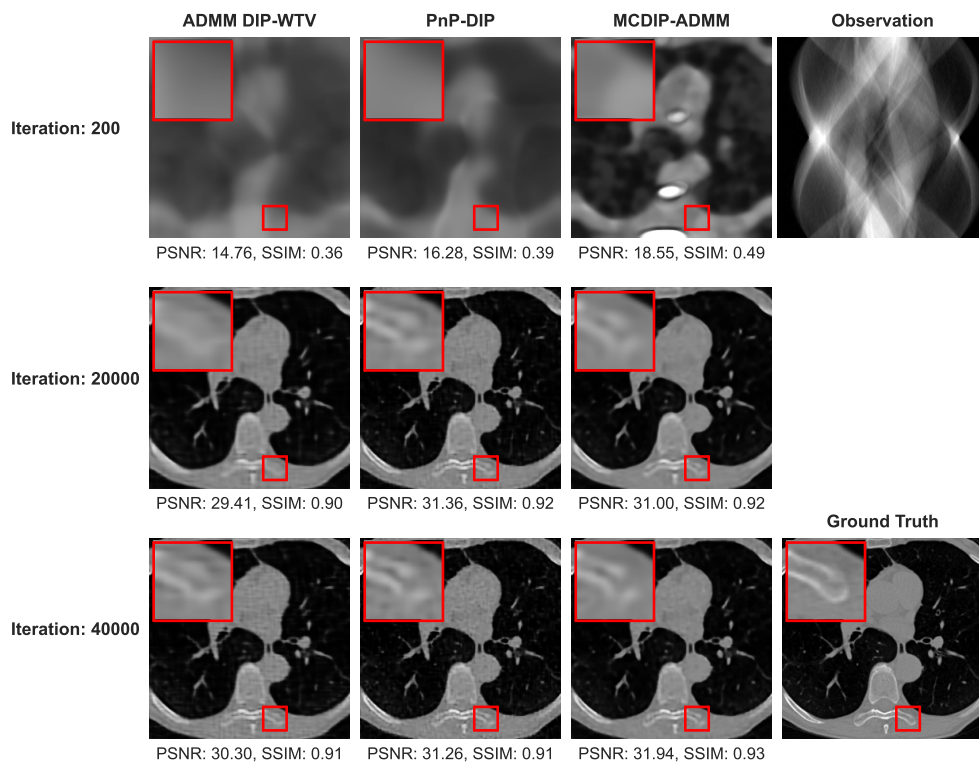 ADMM DIP-WTV PnP-DIP MCDIP-ADMM Observation
Iteration: 200
PSNR: 14.76, SSIM: 0.36 PSNR: 16.28, SSIM: 0.39 PSNR: 18.55, SSIM: 0.49
Iteration: 20000
PSNR: 29.41, SSIM: 0.90 PSNR: 31.36, SSIM: 0.92 PSNR: 31.00, SSIM: 0.92
Ground Truth
Iteration: 40000
PSNR: 30.30, SSIM: 0.91 PSNR: 31.26, SSIM: 0.91 PSNR: 31.94, SSIM: 0.93